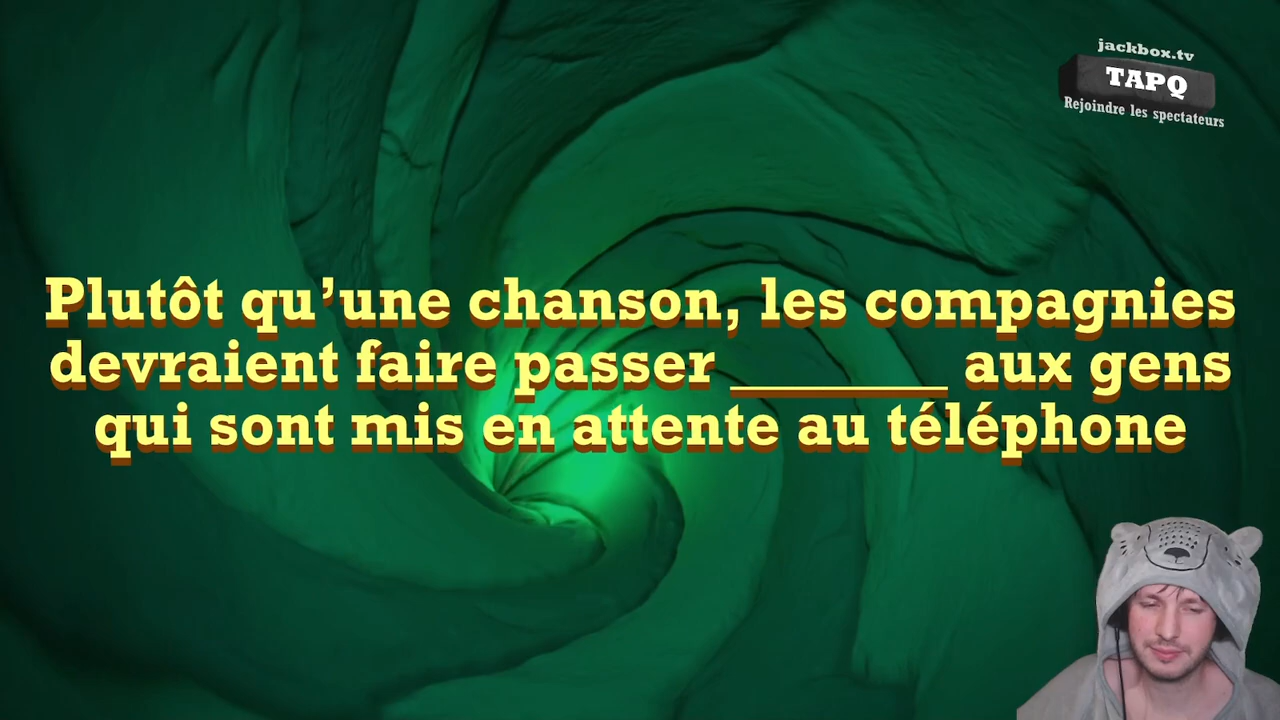 jackbox.tv
TAPQ
Rejoindre les spectateurs
Plutôt qu’une chanson, les compagnies
devraient faire passer ________ aux gens
qui sont mis en attente au téléphone